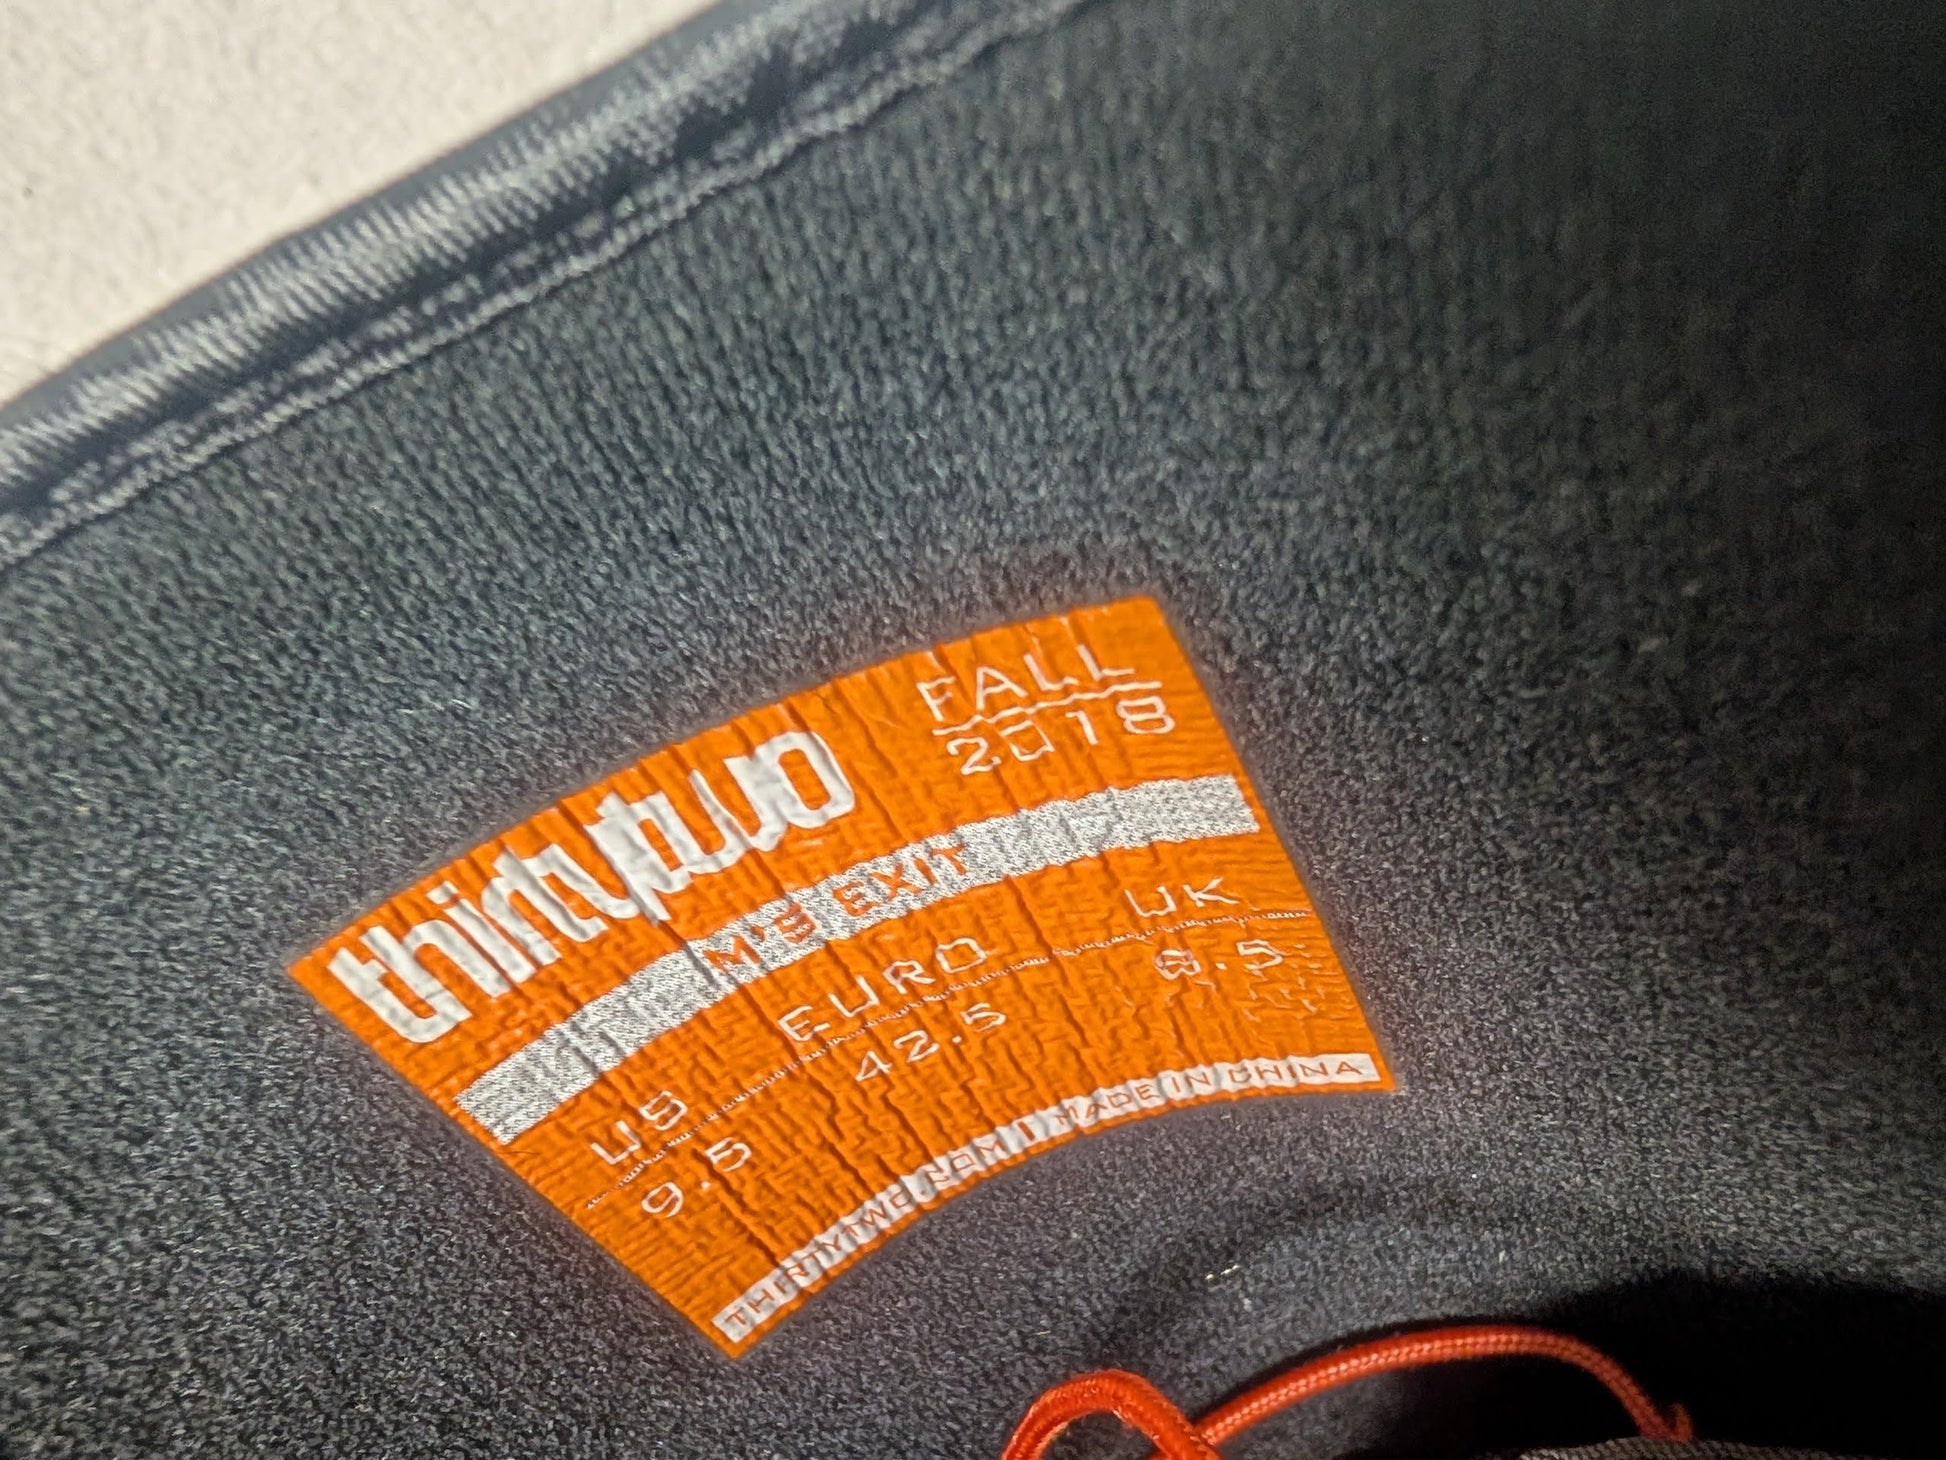 thirtytwo
FALL
2018
M'S EXIT
US EURO UK
9.5 42.5 8.5
THIRTYTWO.COM | MADE IN CHINA